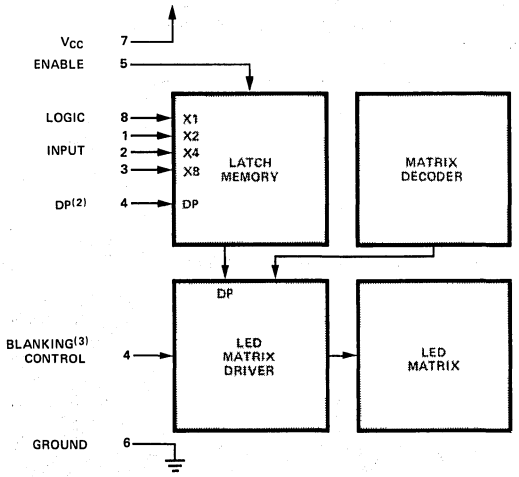 VCC 7
ENABLE 5
LOGIC 8 X1
1 X2
INPUT 2 X4
3 X8
DP(2) 4 DP
LATCH
MEMORY
MATRIX
DECODER
DP
BLANKING(3)
CONTROL 4
LED
MATRIX
DRIVER
LED
MATRIX
GROUND 6